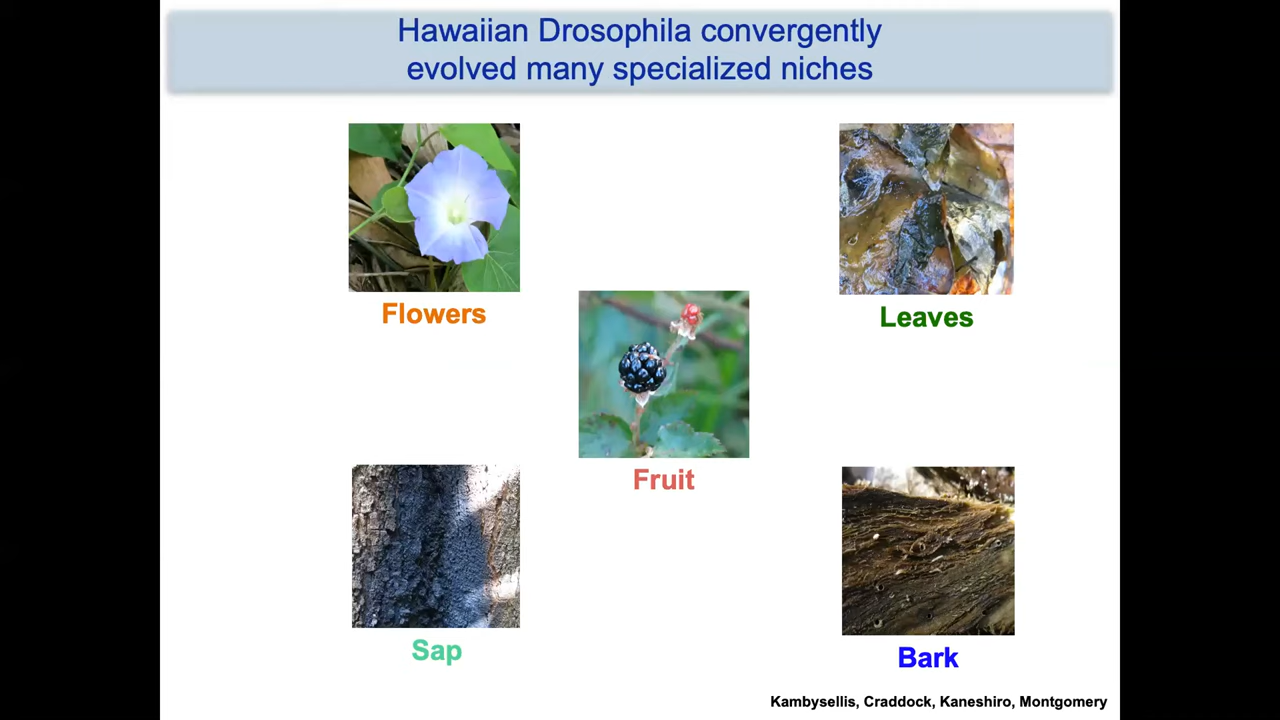 Hawaiian Drosophila convergently
evolved many specialized niches
Flowers
Leaves
Fruit
Sap
Bark
Kambysellis, Craddock, Kaneshiro, Montgomery